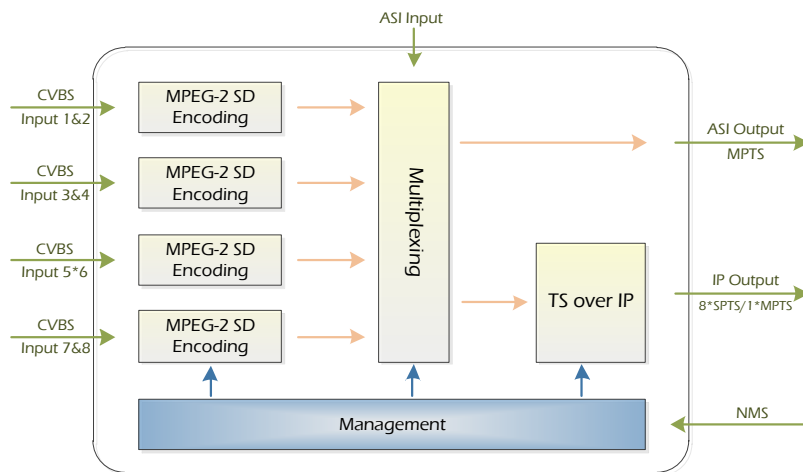 ASI Input
CVBS
Input 1&2
MPEG-2 SD
Encoding
CVBS
Input 3&4
MPEG-2 SD
Encoding
CVBS
Input 5*6
MPEG-2 SD
Encoding
CVBS
Input 7&8
MPEG-2 SD
Encoding
Multiplexing
TS over IP
ASI Output
MPTS
IP Output
8*SPTS/1*MPTS
Management
NMS